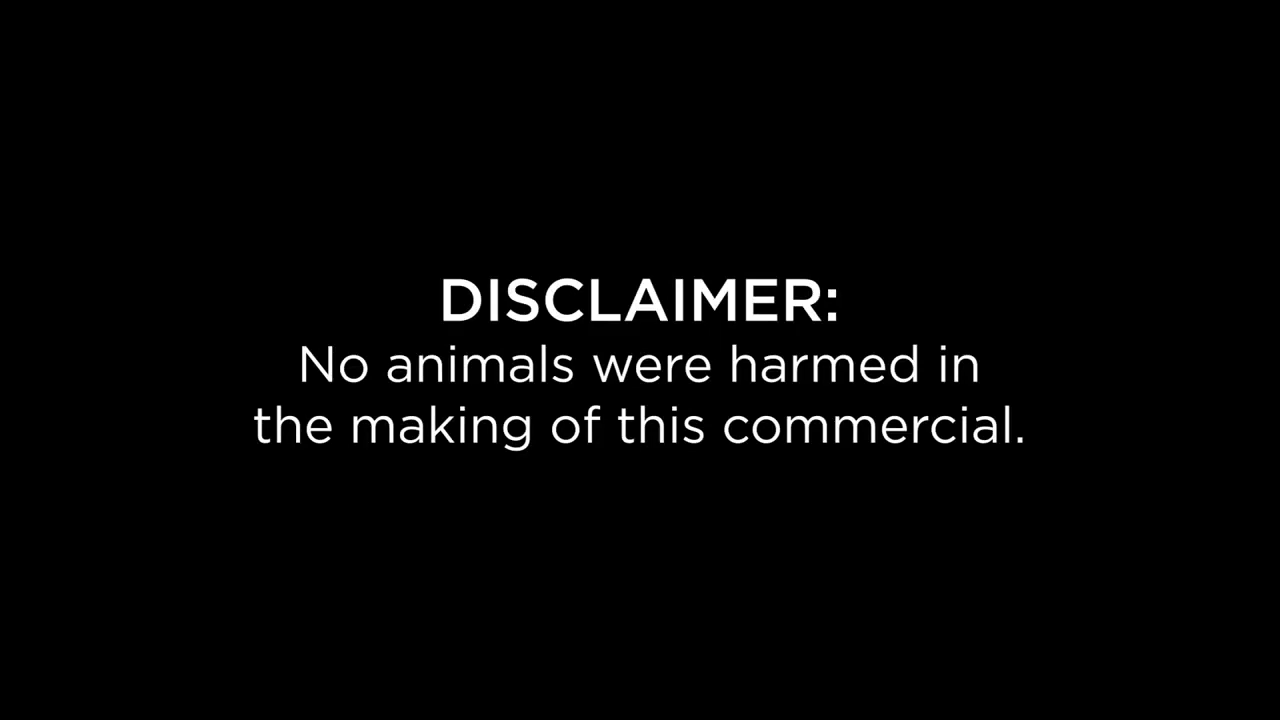 DISCLAIMER:
No animals were harmed in
the making of this commercial.